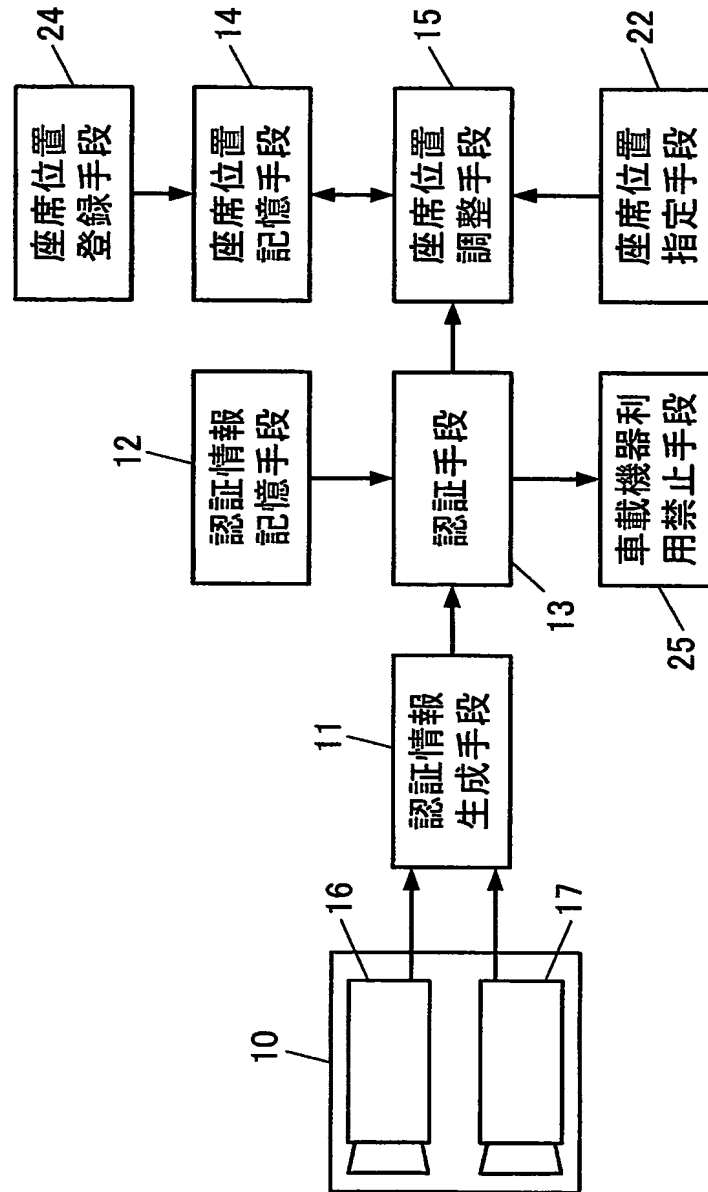 10
16
17
11
認証情報
生成手段
12
認証情報
記憶手段
認証手段
13
車載機器利
用禁止手段
25
24
座席位置
登録手段
14
座席位置
記憶手段
15
座席位置
調整手段
22
座席位置
指定手段